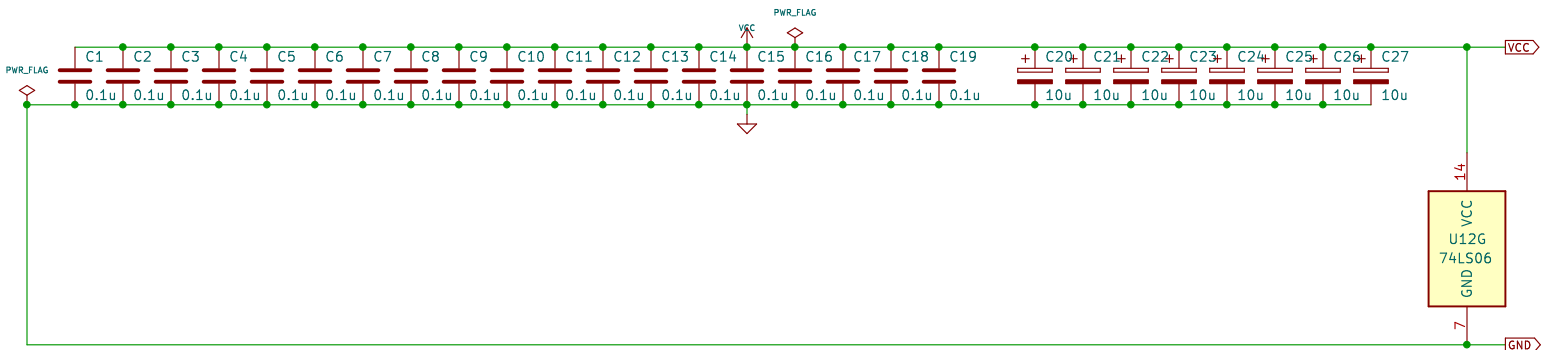 PWR_FLAG
VCC
C1 C2 C3 C4 C5 C6 C7 C8 C9 C10 C11 C12 C13 C14 C15 C16 C17 C18 C19 C20 C21 C22 C23 C24 C25 C26 C27 VCC
+ + + + + + + +
PWR_FLAG
0.1u 0.1u 0.1u 0.1u 0.1u 0.1u 0.1u 0.1u 0.1u 0.1u 0.1u 0.1u 0.1u 0.1u 0.1u 0.1u 0.1u 0.1u 0.1u 10u 10u 10u 10u 10u 10u 10u 10u
14
VCC
U12G
74LS06
GND
7
GND